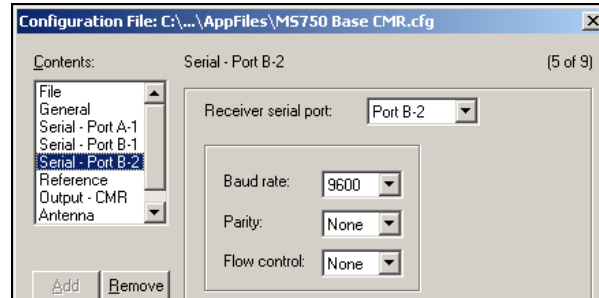 Configuration File: C:\...\AppFiles\MS750 Base CMR.cfg
Contents:
Serial - Port B-2
(5 of 9)
File
General
Serial - Port A-1
Serial - Port B-1
Serial - Port B-2
Reference
Output - CMR
Antenna
Receiver serial port: Port B-2
Baud rate: 9600
Parity: None
Flow control: None
Add Remove